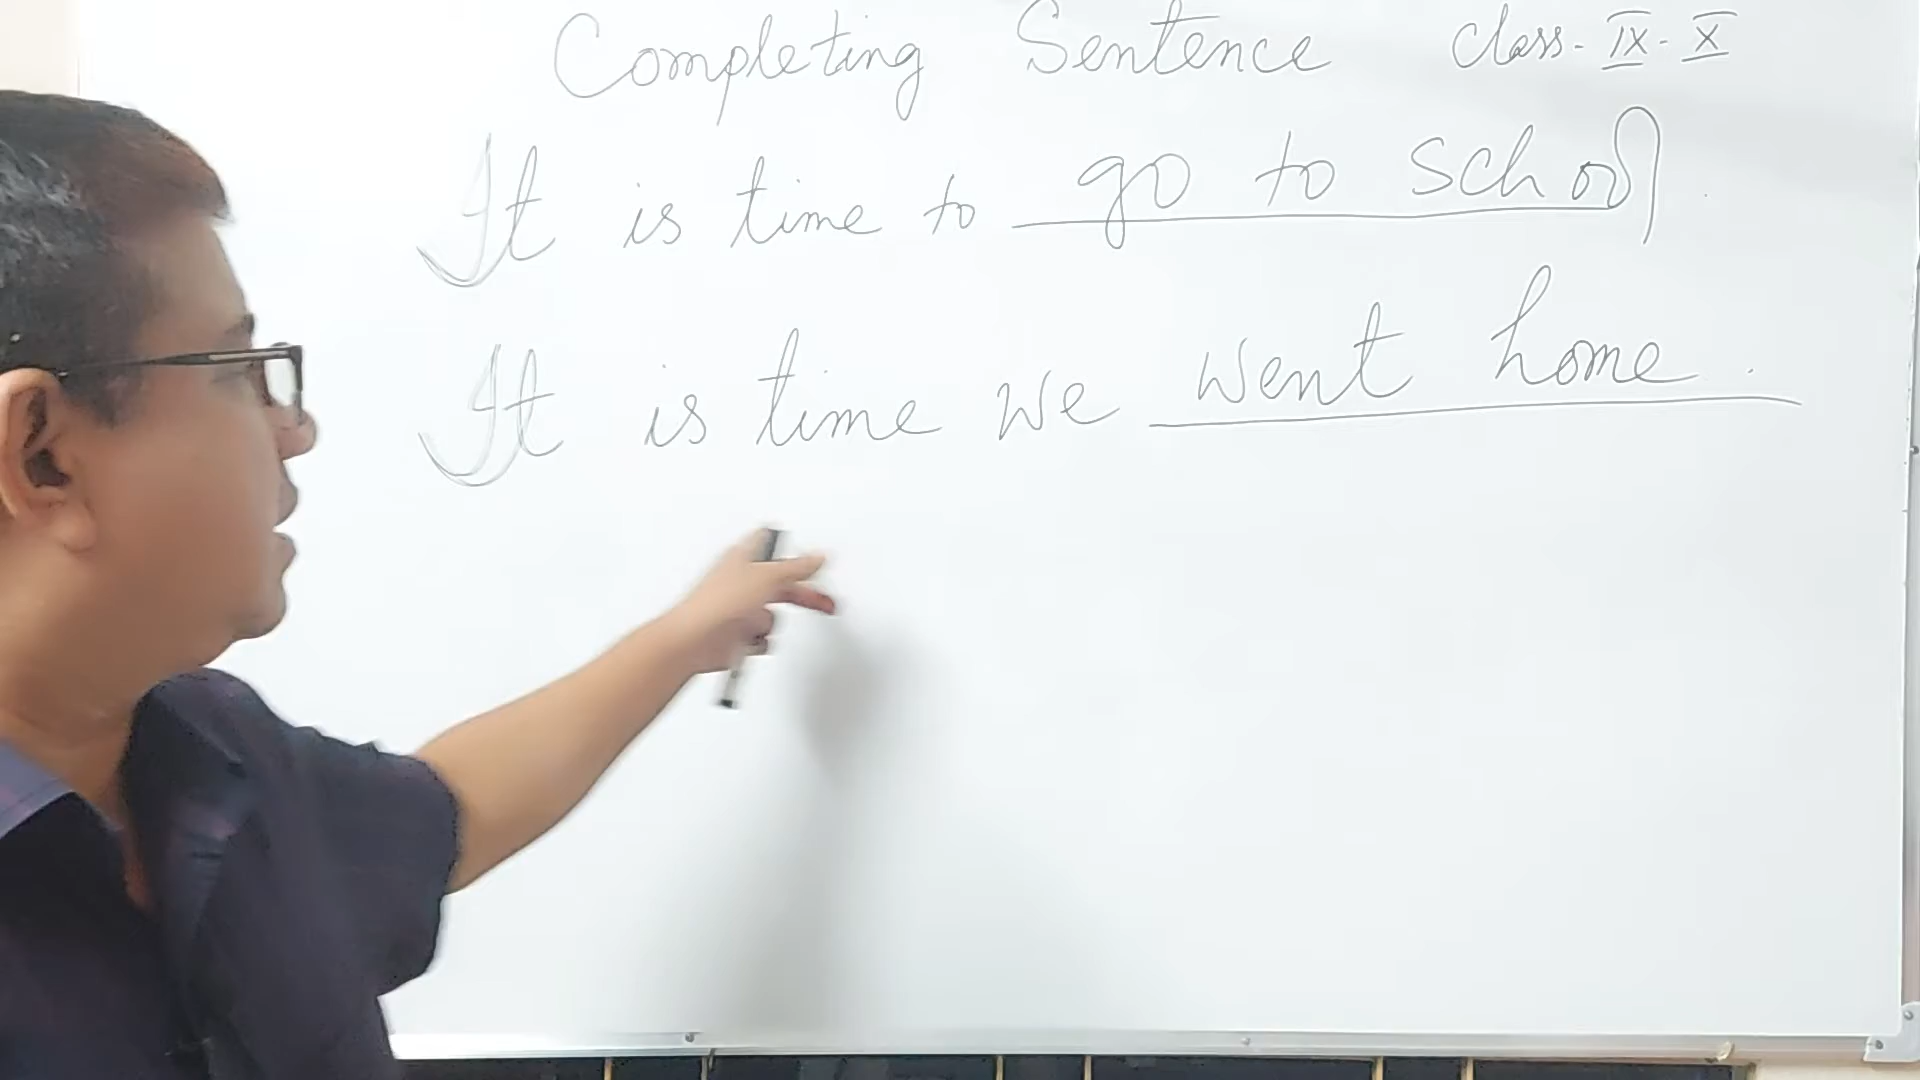 Completing Sentence Class - IX - X
It is time to go to school.
It is time we went home.